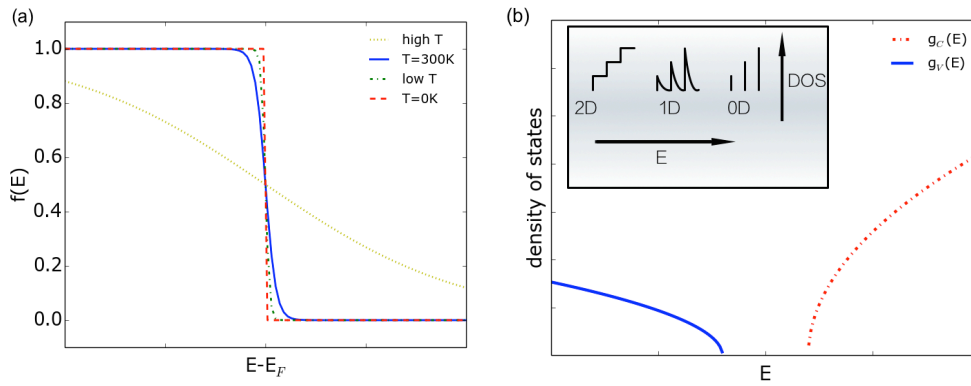 (a)
high T
T=300K
low T
T=0K
1.0
0.8
0.6
0.4
0.2
0.0
f(E)
E-E_F
(b)
g_C(E)
g_V(E)
2D
1D
0D
DOS
E
density of states
E